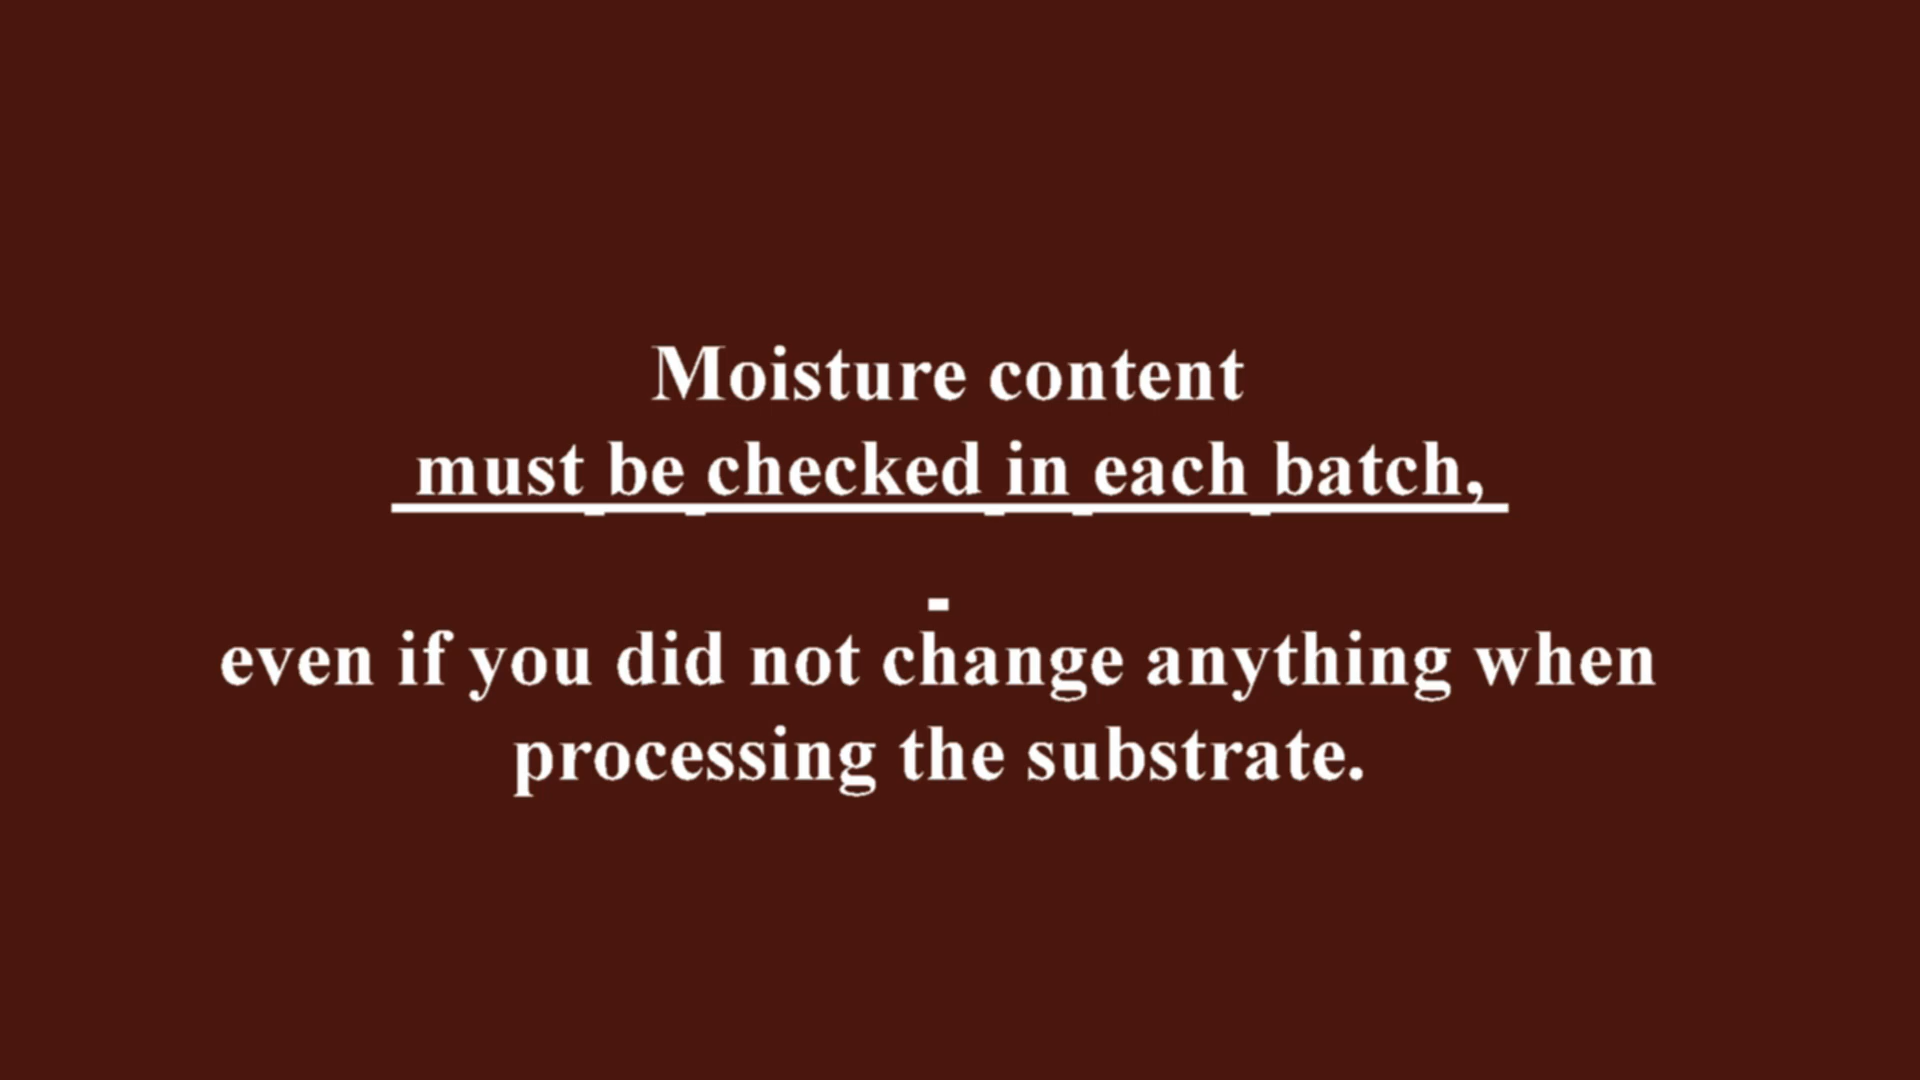 Moisture content
must be checked in each batch,
-
even if you did not change anything when
processing the substrate.